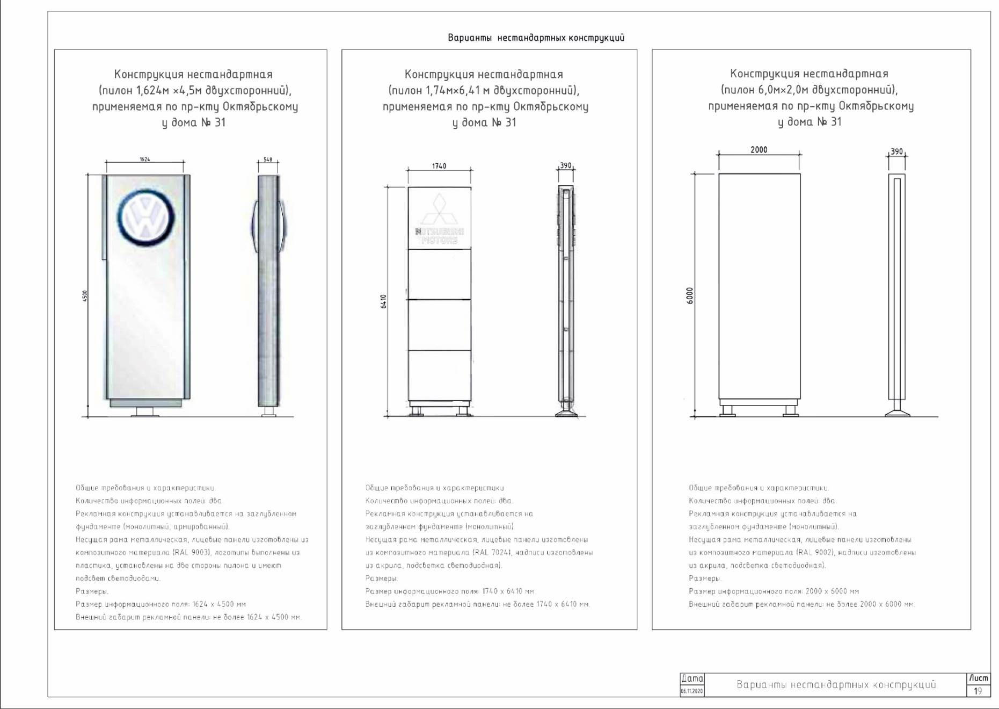 Варианты нестандартных конструкций
Конструкция нестандартная
(пилон 1,624м ×4,5м двухсторонний),
применяемая по пр-кту Октябрьскому
у дома № 31
1624
548
4500
Общие требования и характеристики.
Количество информационных полей: два.
Рекламная конструкция устанавливается на заглубленном
фундаменте (монолитный, армированный).
Несущая рама металлическая, лицевые панели изготовлены из
композитного материала (RAL 9003), логотипы выполнены из
пластика, установлены на две стороны пилона и имеют
подсвет светодиодами.
Размеры.
Размер информационного поля: 1624 х 4500 мм
Внешний габарит рекламной панели: не более 1624 х 4500 мм.
Конструкция нестандартная
(пилон 1,74м×6,41 м двухсторонний),
применяемая по пр-кту Октябрьскому
у дома № 31
1740
390
MITSUBISHI
MOTORS
6410
Общие требования и характеристики
Количество информационных полей: два.
Рекламная конструкция устанавливается на
заглубленном фундаменте (монолитный)
Несущая рама металлическая, лицевые панели изготовлены
из композитного материала (RAL 7024), надписи изготовлены
из акрила, подсветка светодиодная).
Размеры.
Размер информационного поля: 1740 х 6410 мм
Внешний габарит рекламной панели: не более 1740 х 6410 мм.
Конструкция нестандартная
(пилон 6,0м×2,0м двухсторонний),
применяемая по пр-кту Октябрьскому
у дома № 31
2000
390
6000
Общие требования и характеристики.
Количество информационных полей: два.
Рекламная конструкция устанавливается на
заглубленном фундаменте (монолитный).
Несущая рама металлическая, лицевые панели изготовлены
из композитного материала (RAL 9002), надписи изготовлены
из акрила, подсветка светодиодная).
Размеры.
Размер информационного поля: 2000 х 6000 мм
Внешний габарит рекламной панели: не более 2000 х 6000 мм.
Дата
06.11.2020
Варианты нестандартных конструкций.
Лист
19